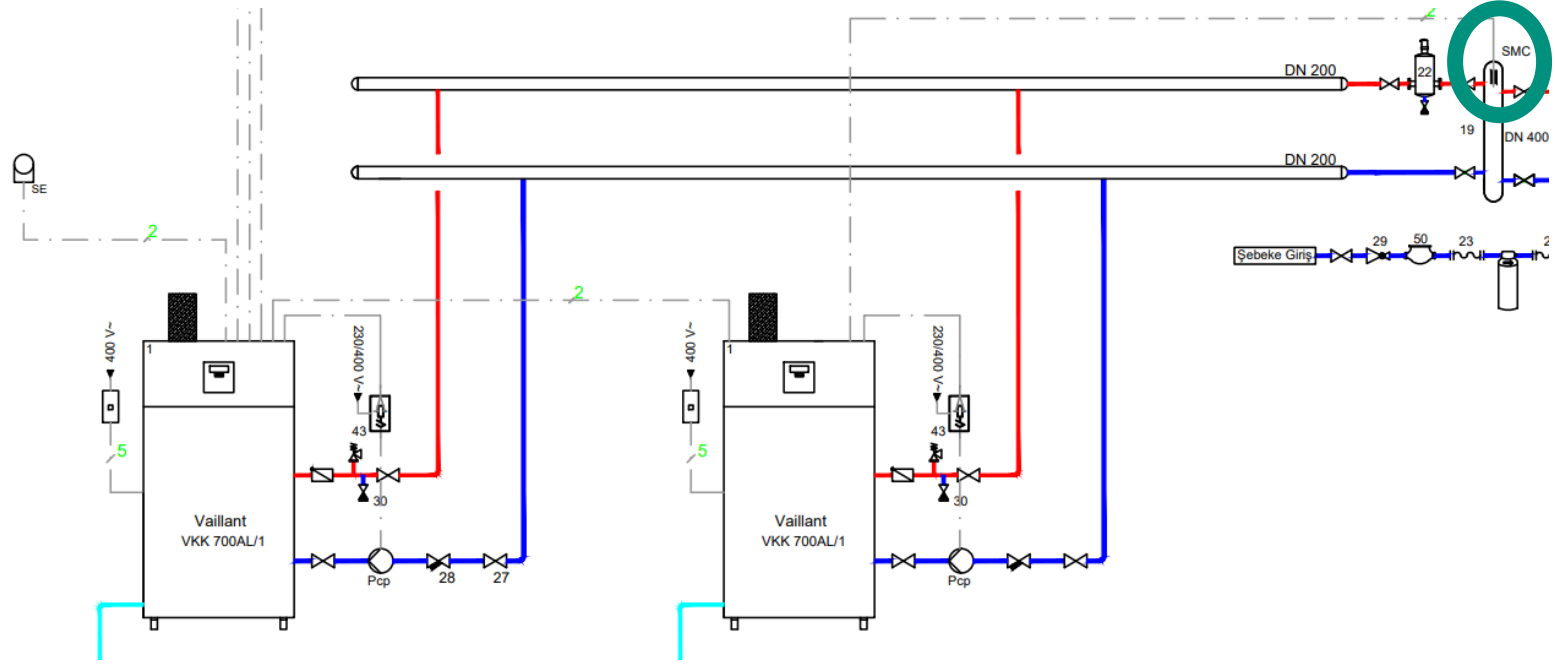 2
SMC
DN 200
22
19
DN 400
DN 200
SE
2
29
50
23
2
Şebeke Giriş
2
400 V~
1
230/400 V~
400 V~
1
230/400 V~
43
43
5
5
30
30
Vaillant
VKK 700AL/1
Vaillant
VKK 700AL/1
Pcp
28
27
Pcp